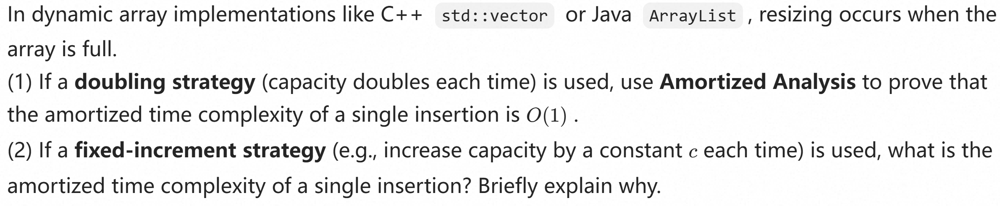 In dynamic array implementations like C++ std::vector or Java ArrayList , resizing occurs when the
array is full.
(1) If a doubling strategy (capacity doubles each time) is used, use Amortized Analysis to prove that
the amortized time complexity of a single insertion is O(1) .
(2) If a fixed-increment strategy (e.g., increase capacity by a constant c each time) is used, what is the
amortized time complexity of a single insertion? Briefly explain why.